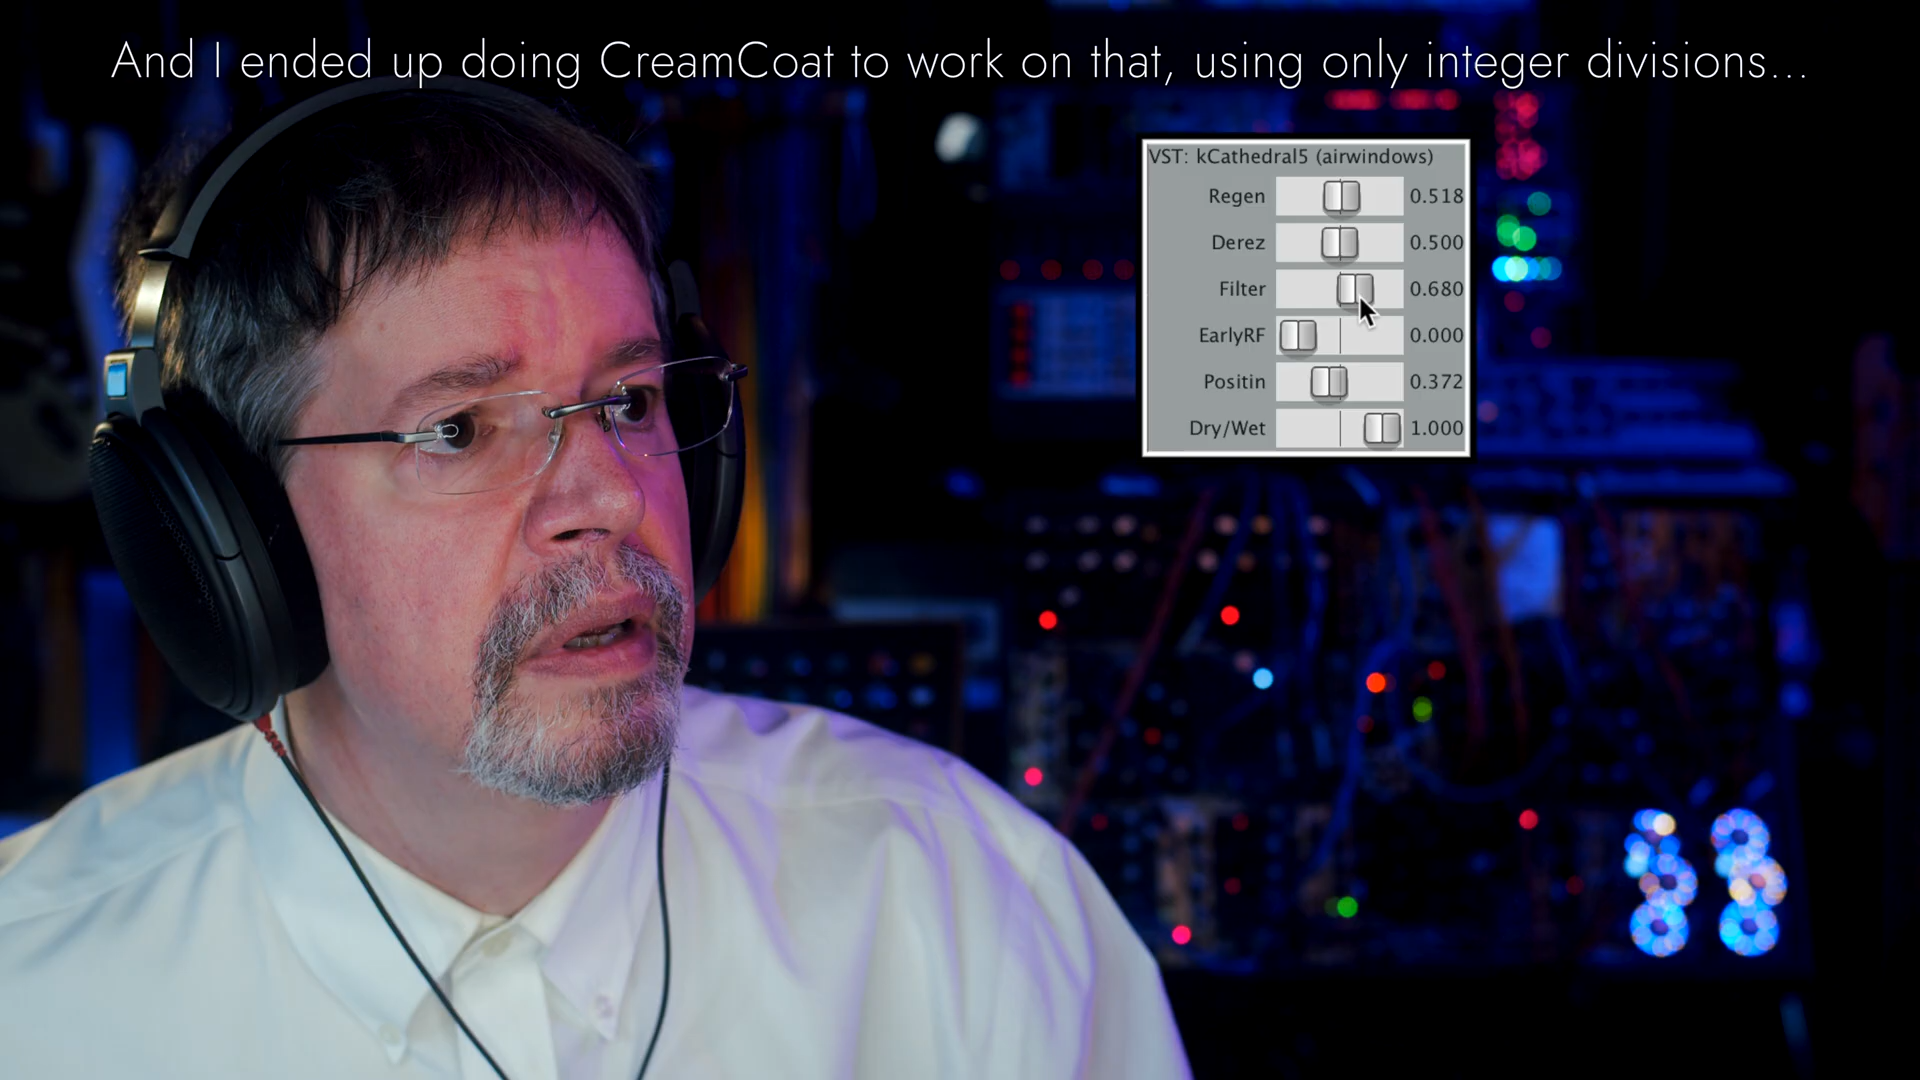 And I ended up doing CreamCoat to work on that, using only integer divisions...
VST: kCathedral5 (airwindows)
Regen 0.518
Derez 0.500
Filter 0.680
EarlyRF 0.000
Positin 0.372
Dry/Wet 1.000